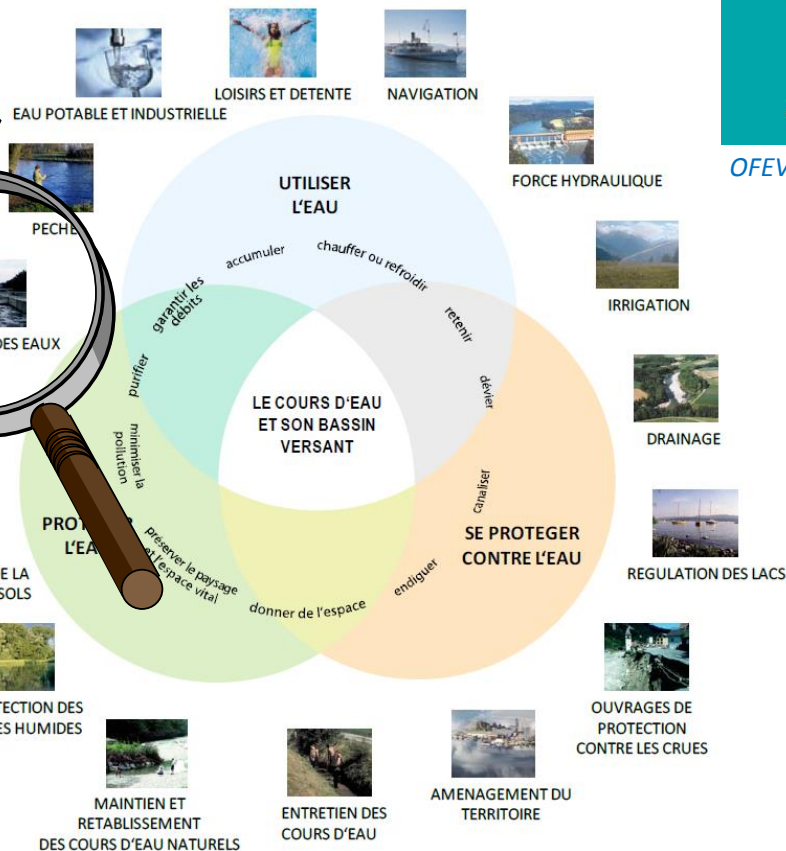 EAU POTABLE ET INDUSTRIELLE
LOISIRS ET DETENTE
NAVIGATION
OFEV
FORCE HYDRAULIQUE
PECHE
UTILISER
L'EAU
accumuler
chauffer ou refroidir
garantir les
débits
retenir
IRRIGATION
DES EAUX
purifier
dévier
LE COURS D'EAU
ET SON BASSIN
VERSANT
DRAINAGE
minimiser la
pollution
canaliser
SE PROTEGER
CONTRE L'EAU
préserver le paysage
et l'espace vital
endiguer
donner de l'espace
REGULATION DES LACS
LA
SOLS
HUMIDES
OUVRAGES DE
PROTECTION
CONTRE LES CRUES
MAINTIEN ET
RETABLISSEMENT
DES COURS D'EAU NATURELS
ENTRETIEN DES
COURS D'EAU
AMENAGEMENT DU
TERRITOIRE